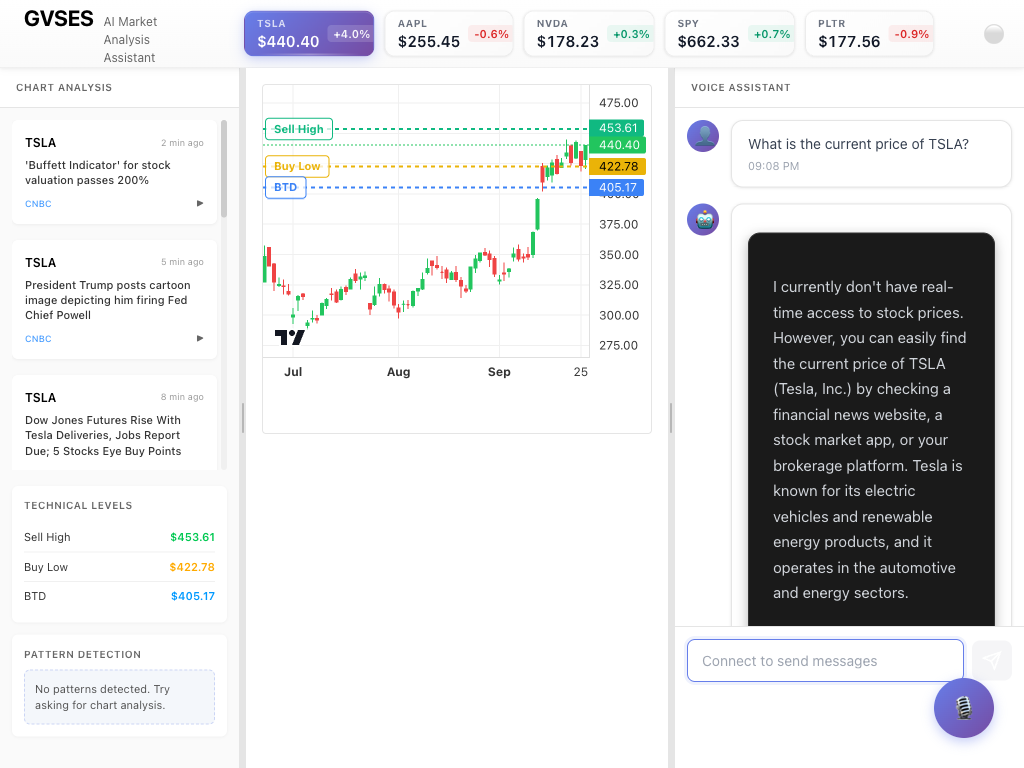 GVSES
AI Market
Analysis
Assistant
TSLA
$440.40
+4.0%
AAPL
$255.45
-0.6%
NVDA
$178.23
+0.3%
SPY
$662.33
+0.7%
PLTR
$177.56
-0.9%
CHART ANALYSIS
TSLA
2 min ago
'Buffett Indicator' for stock
valuation passes 200%
CNBC
TSLA
5 min ago
President Trump posts cartoon
image depicting him firing Fed
Chief Powell
CNBC
TSLA
8 min ago
Dow Jones Futures Rise With
Tesla Deliveries, Jobs Report
Due; 5 Stocks Eye Buy Points
TECHNICAL LEVELS
Sell High
$453.61
Buy Low
$422.78
BTD
$405.17
PATTERN DETECTION
No patterns detected. Try
asking for chart analysis.
Sell High
Buy Low
BTD
475.00
453.61
440.40
422.78
405.17
400.00
375.00
350.00
325.00
300.00
275.00
Jul
Aug
Sep
25
VOICE ASSISTANT
What is the current price of TSLA?
09:08 PM
I currently don't have real-
time access to stock prices.
However, you can easily find
the current price of TSLA
(Tesla, Inc.) by checking a
financial news website, a
stock market app, or your
brokerage platform. Tesla is
known for its electric
vehicles and renewable
energy products, and it
operates in the automotive
and energy sectors.
Connect to send messages